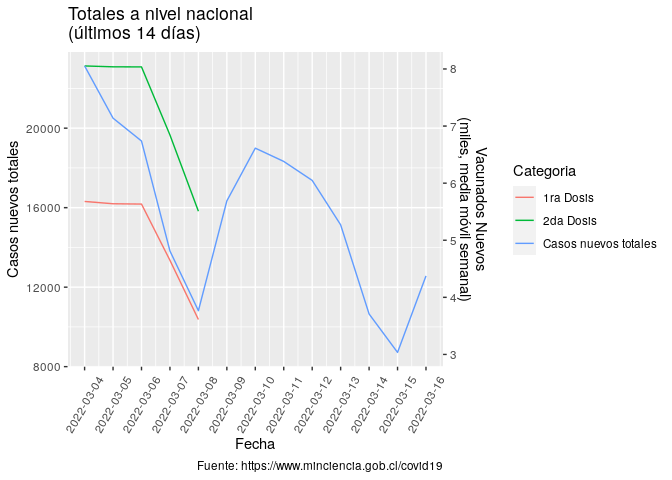 Totales a nivel nacional
(últimos 14 días)
Casos nuevos totales
20000
16000
12000
8000
8
7
6
5
4
3
Vacunados Nuevos
(miles, media móvil semanal)
2022-03-04
2022-03-05
2022-03-06
2022-03-07
2022-03-08
2022-03-09
2022-03-10
2022-03-11
2022-03-12
2022-03-13
2022-03-14
2022-03-15
2022-03-16
Fecha
Categoria
1ra Dosis
2da Dosis
Casos nuevos totales
Fuente: https://www.minciencia.gob.cl/covid19